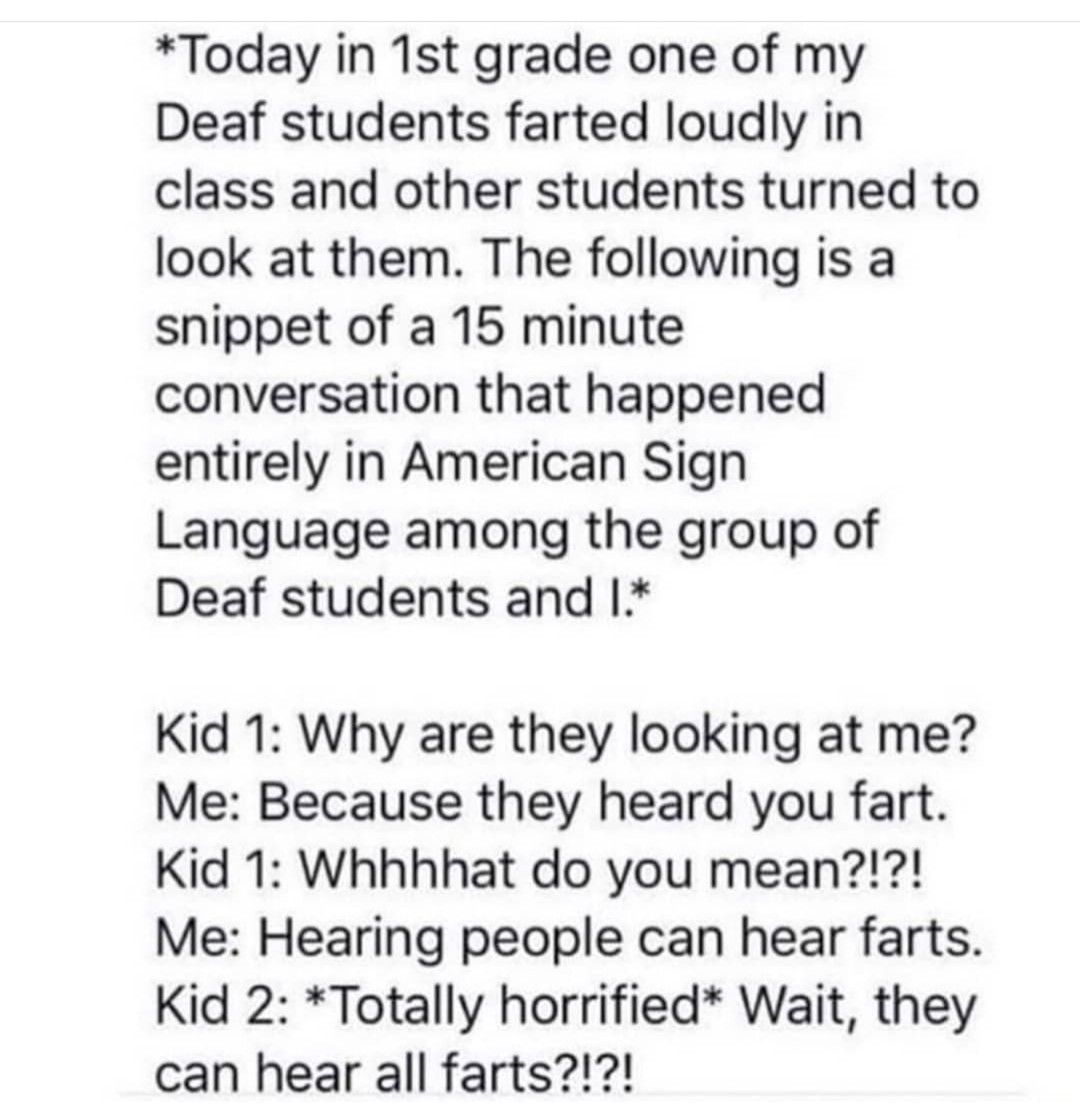 *Today in 1st grade one of my
Deaf students farted loudly in
class and other students turned to
look at them. The following is a
snippet of a 15 minute
conversation that happened
entirely in American Sign
Language among the group of
Deaf students and I.*
Kid 1: Why are they looking at me?
Me: Because they heard you fart.
Kid 1: Whhhhat do you mean?!?!
Me: Hearing people can hear farts.
Kid 2: *Totally horrified* Wait, they
can hear all farts?!?!